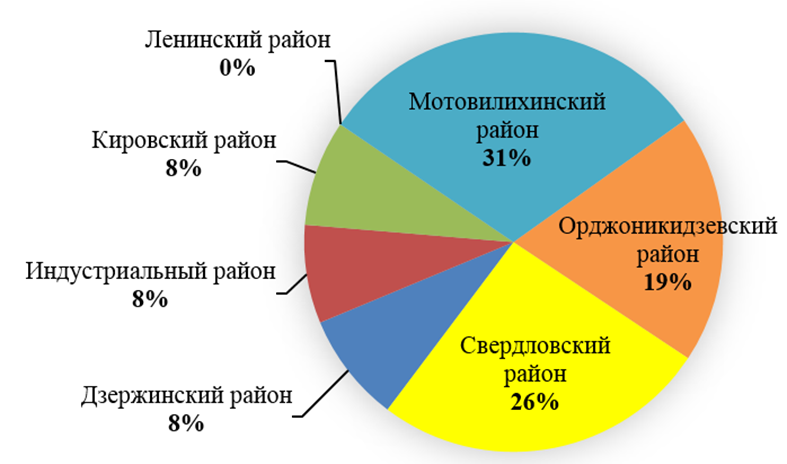 Ленинский район
0%
Мотовилихинский
район
31%
Кировский район
8%
Орджоникидзевский
район
19%
Индустриальный район
8%
Свердловский
район
26%
Дзержинский район
8%